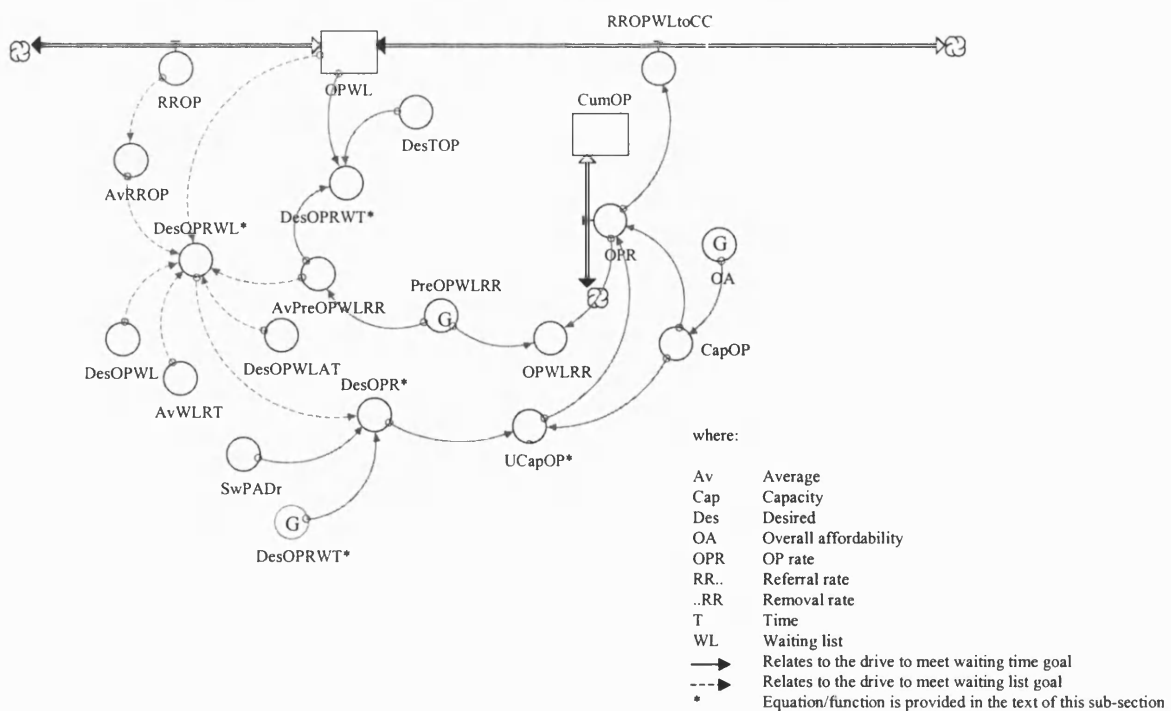 RROPWLtoCC
RROP
OPWL
CumOP
DesTOP
AvRROP
DesOPRWL*
DesOPRWT*
OPR
G
OA
AvPreOPWLRR
PreOPWLRR
G
DesOPWL
DesOPWLAT
OPWLRR
CapOP
AvWLRT
DesOPR*
UCapOP*
SwPADr
G
DesOPRWT*
where:
Av Average
Cap Capacity
Des Desired
OA Overall affordability
OPR OP rate
RR.. Referral rate
..RR Removal rate
T Time
WL Waiting list
Relates to the drive to meet waiting time goal
Relates to the drive to meet waiting list goal
* Equation/function is provided in the text of this sub-section